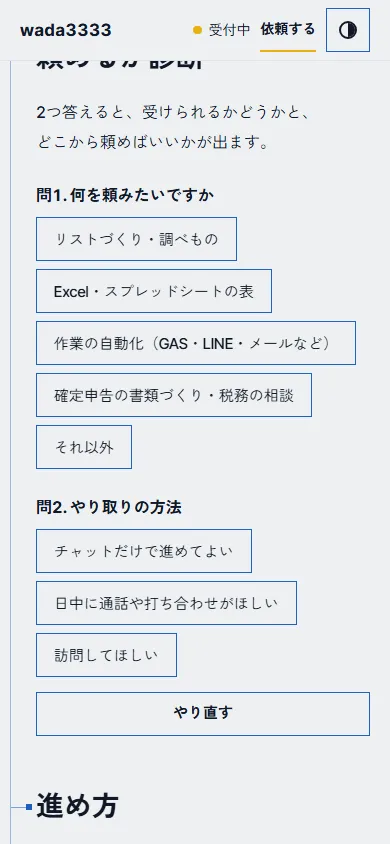 wada3333
受付中
依頼する
頼めるか診断
2つ答えると、受けられるかどうかと、
どこから頼めばいいかが出ます。
問1. 何を頼みたいですか
リストづくり・調べもの
Excel・スプレッドシートの表
作業の自動化（GAS・LINE・メールなど）
確定申告の書類づくり・税務の相談
それ以外
問2. やり取りの方法
チャットだけで進めてよい
日中に通話や打ち合わせがほしい
訪問してほしい
やり直す
進め方